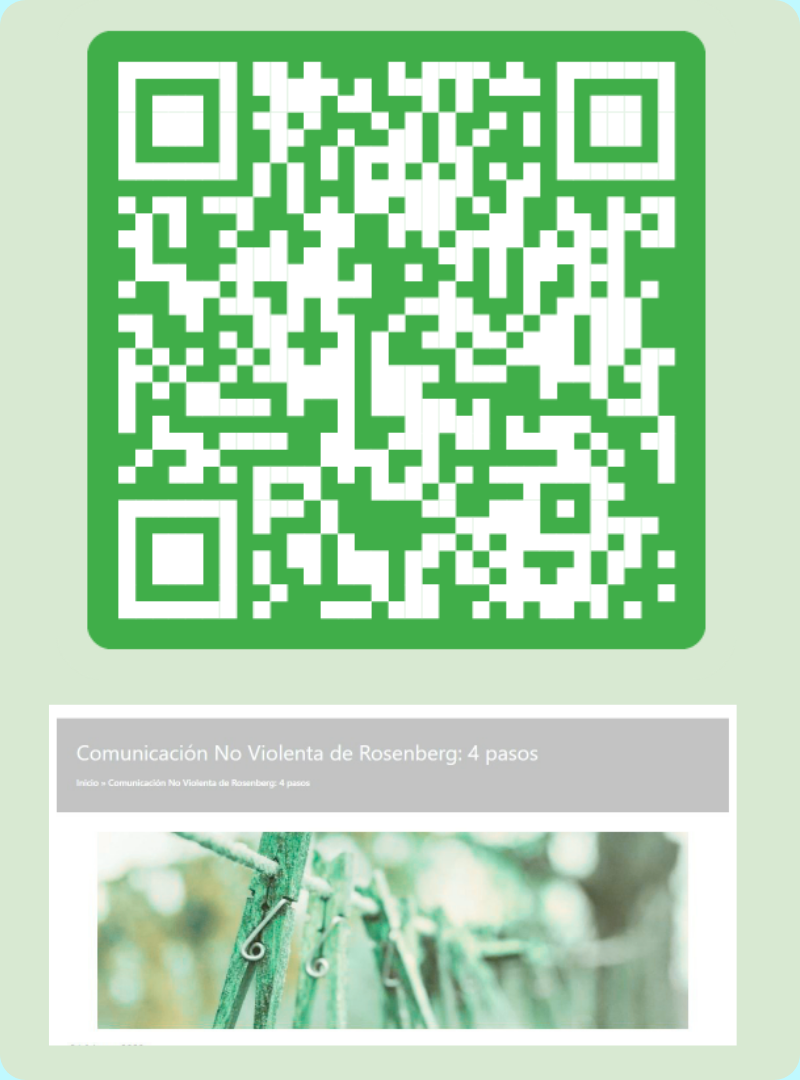 Comunicación No Violenta de Rosenberg: 4 pasos
Inicio » Comunicación No Violenta de Rosenberg: 4 pasos